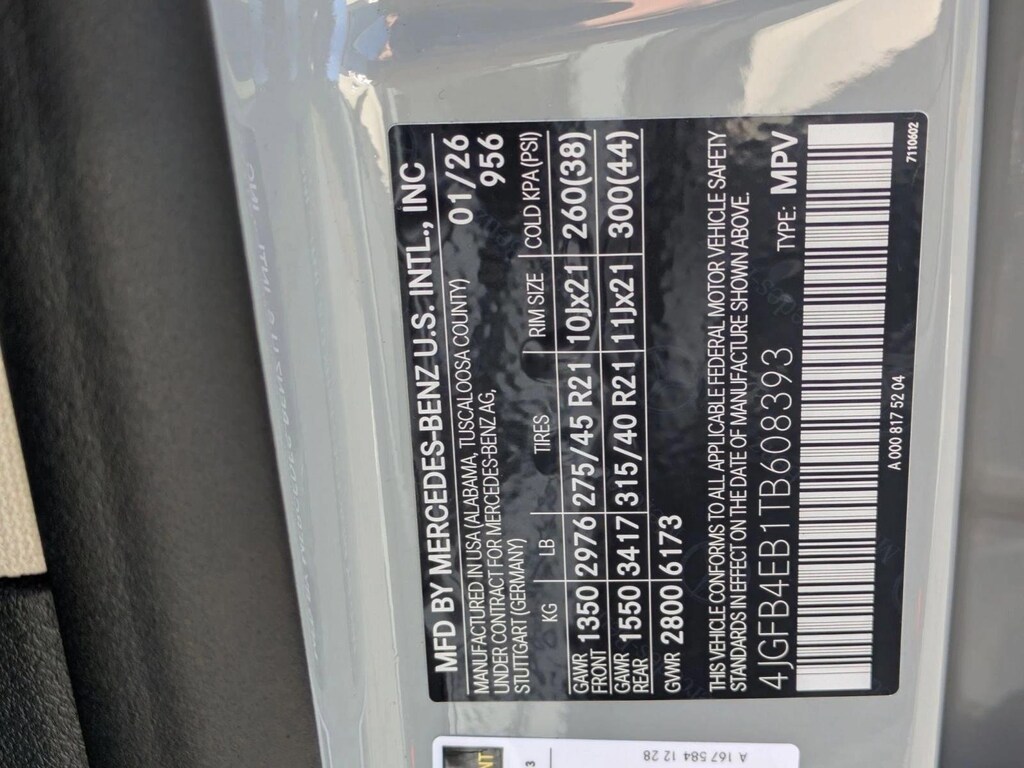 MFD BY MERCEDES-BENZ U.S. INTL., INC
MANUFACTURED IN USA (ALABAMA, TUSCALOOSA COUNTY) 01/26
UNDER CONTRACT FOR MERCEDES-BENZ AG, 956
STUTTGART (GERMANY)
KG LB TIRES RIM SIZE COLD KPA (PSI)
GAWR FRONT 1350 2976 275/45 R21 10Jx21 260(38)
GAWR REAR 1550 3417 315/40 R21 11Jx21 300(44)
GVWR 2800 6173
THIS VEHICLE CONFORMS TO ALL APPLICABLE FEDERAL MOTOR VEHICLE SAFETY
STANDARDS IN EFFECT ON THE DATE OF MANUFACTURE SHOWN ABOVE.
4JGFB4EB1TB608393 TYPE: MPV
A 000 817 52 04
7110602
A 167 584 12 28